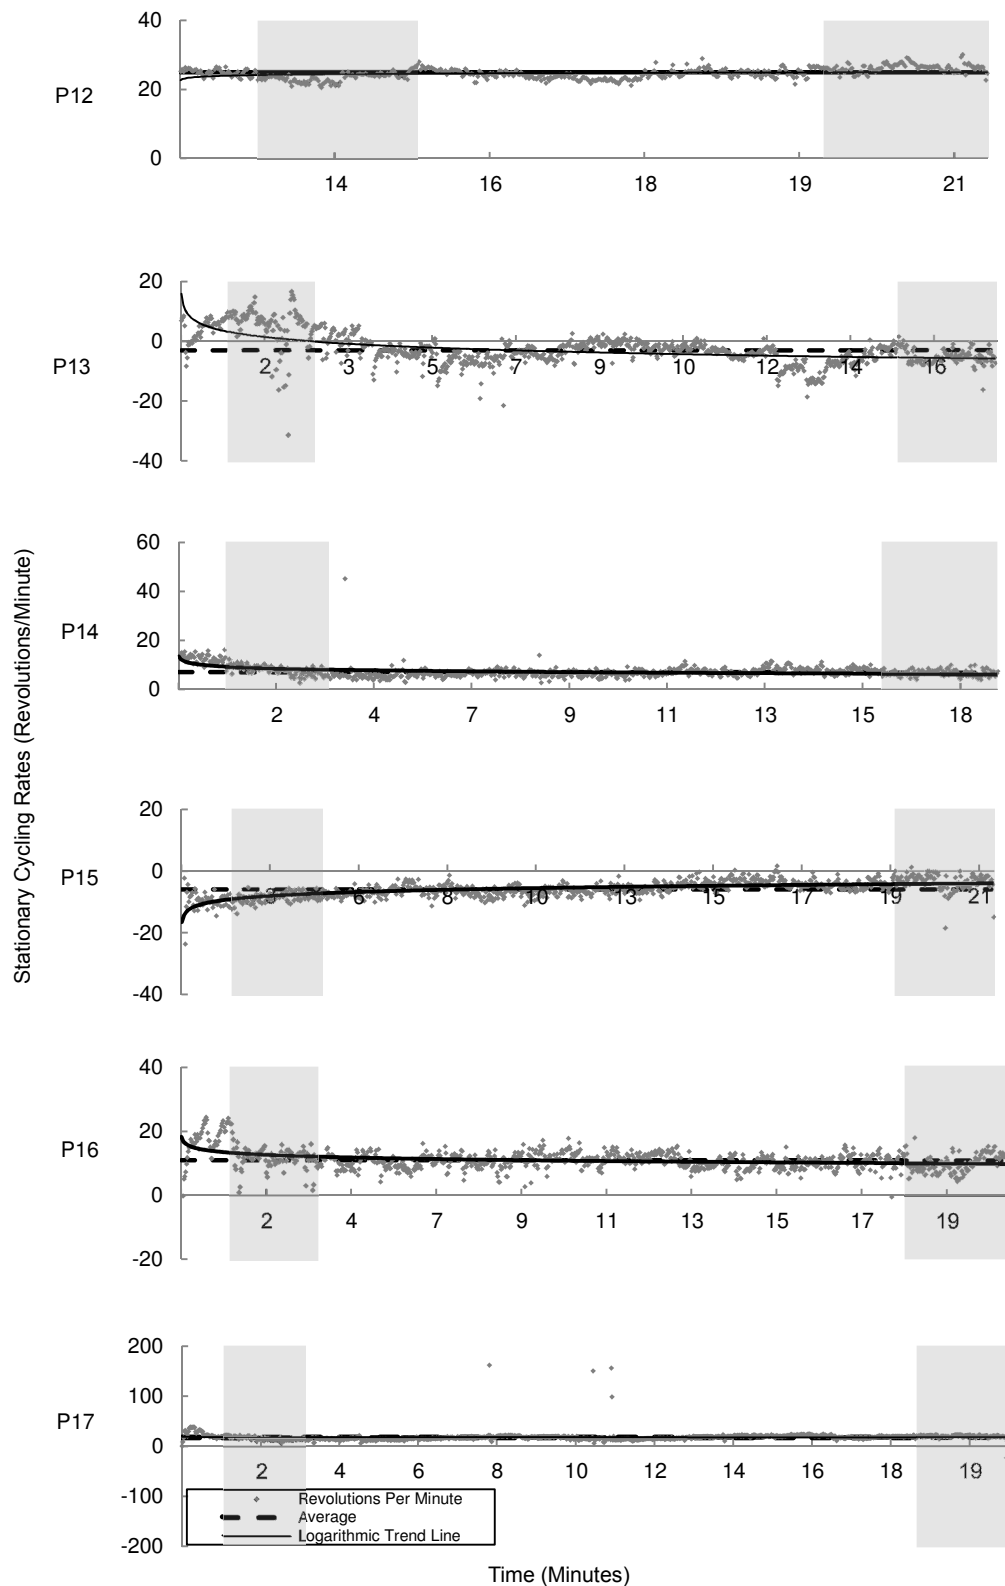 40
20
0
P12
14 16 18 19 21
20
0
-20
-40
P13
2 3 5 7 9 10 12 14 16
60
40
20
0
P14
2 4 7 9 11 13 15 18
Stationary Cycling Rates (Revolutions/Minute)
20
0
-20
-40
P15
6 8 10 13 15 17 19 21
40
20
0
-20
P16
2 4 7 9 11 13 15 17 19
200
100
0
-100
-200
P17
2 4 6 8 10 12 14 16 18 19
Revolutions Per Minute
Average
Logarithmic Trend Line
Time (Minutes)